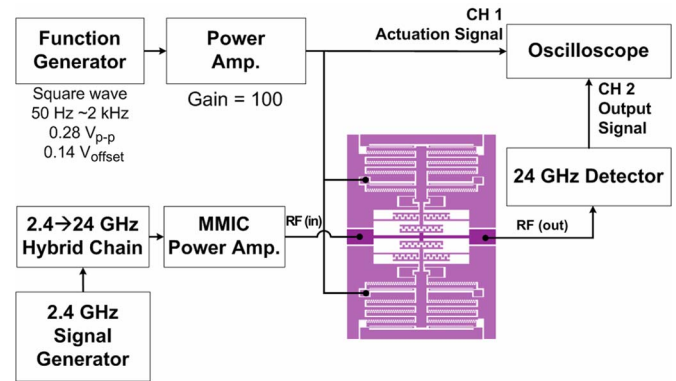 Function
Generator
Square wave
50 Hz ~2 kHz
0.28 Vp-p
0.14 Voffset
Power
Amp.
Gain = 100
CH 1
Actuation Signal
Oscilloscope
CH 2
Output
Signal
24 GHz Detector
2.4→24 GHz
Hybrid Chain
MMIC
Power Amp.
RF (in)
RF (out)
2.4 GHz
Signal
Generator